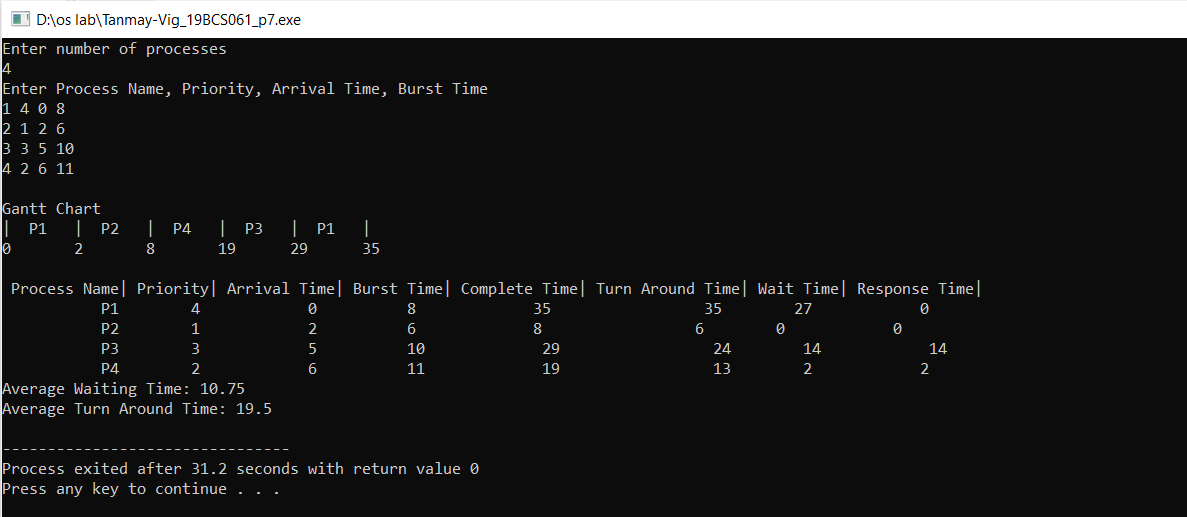 D:\os lab\Tanmay-Vig_19BCS061_p7.exe
Enter number of processes
4
Enter Process Name, Priority, Arrival Time, Burst Time
1 4 0 8
2 1 2 6
3 3 5 10
4 2 6 11
Gantt Chart
|  P1   |  P2   |  P4   |  P3   |  P1   |
0       2       8       19      29      35
Process Name| Priority| Arrival Time| Burst Time| Complete Time| Turn Around Time| Wait Time| Response Time|
P1        4            0          8             35                 35        27            0
P2        1            2          6             8                 6        0            0
P3        3            5          10             29                 24        14            14
P4        2            6          11             19                 13        2            2
Average Waiting Time: 10.75
Average Turn Around Time: 19.5
--------------------------------
Process exited after 31.2 seconds with return value 0
Press any key to continue . . .